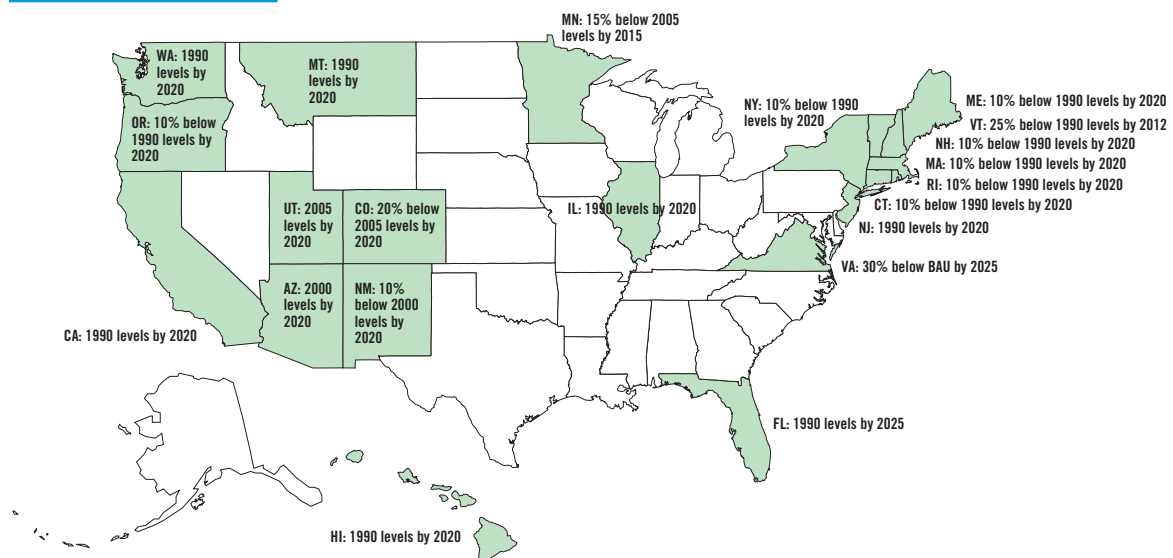 MN: 15% below 2005
levels by 2015
WA: 1990
levels by
2020
MT: 1990
levels by
2020
NY: 10% below 1990
levels by 2020
ME: 10% below 1990 levels by 2020
VT: 25% below 1990 levels by 2012
OR: 10% below
1990 levels by
2020
NH: 10% below 1990 levels by 2020
MA: 10% below 1990 levels by 2020
RI: 10% below 1990 levels by 2020
CT: 10% below 1990 levels by 2020
UT: 2005
levels by
2020
CO: 20% below
2005 levels by
2020
IL: 1990 levels by 2020
NJ: 1990 levels by 2020
VA: 30% below BAU by 2025
AZ: 2000
levels by
2020
NM: 10%
below 2000
levels by
2020
CA: 1990 levels by 2020
FL: 1990 levels by 2025
HI: 1990 levels by 2020